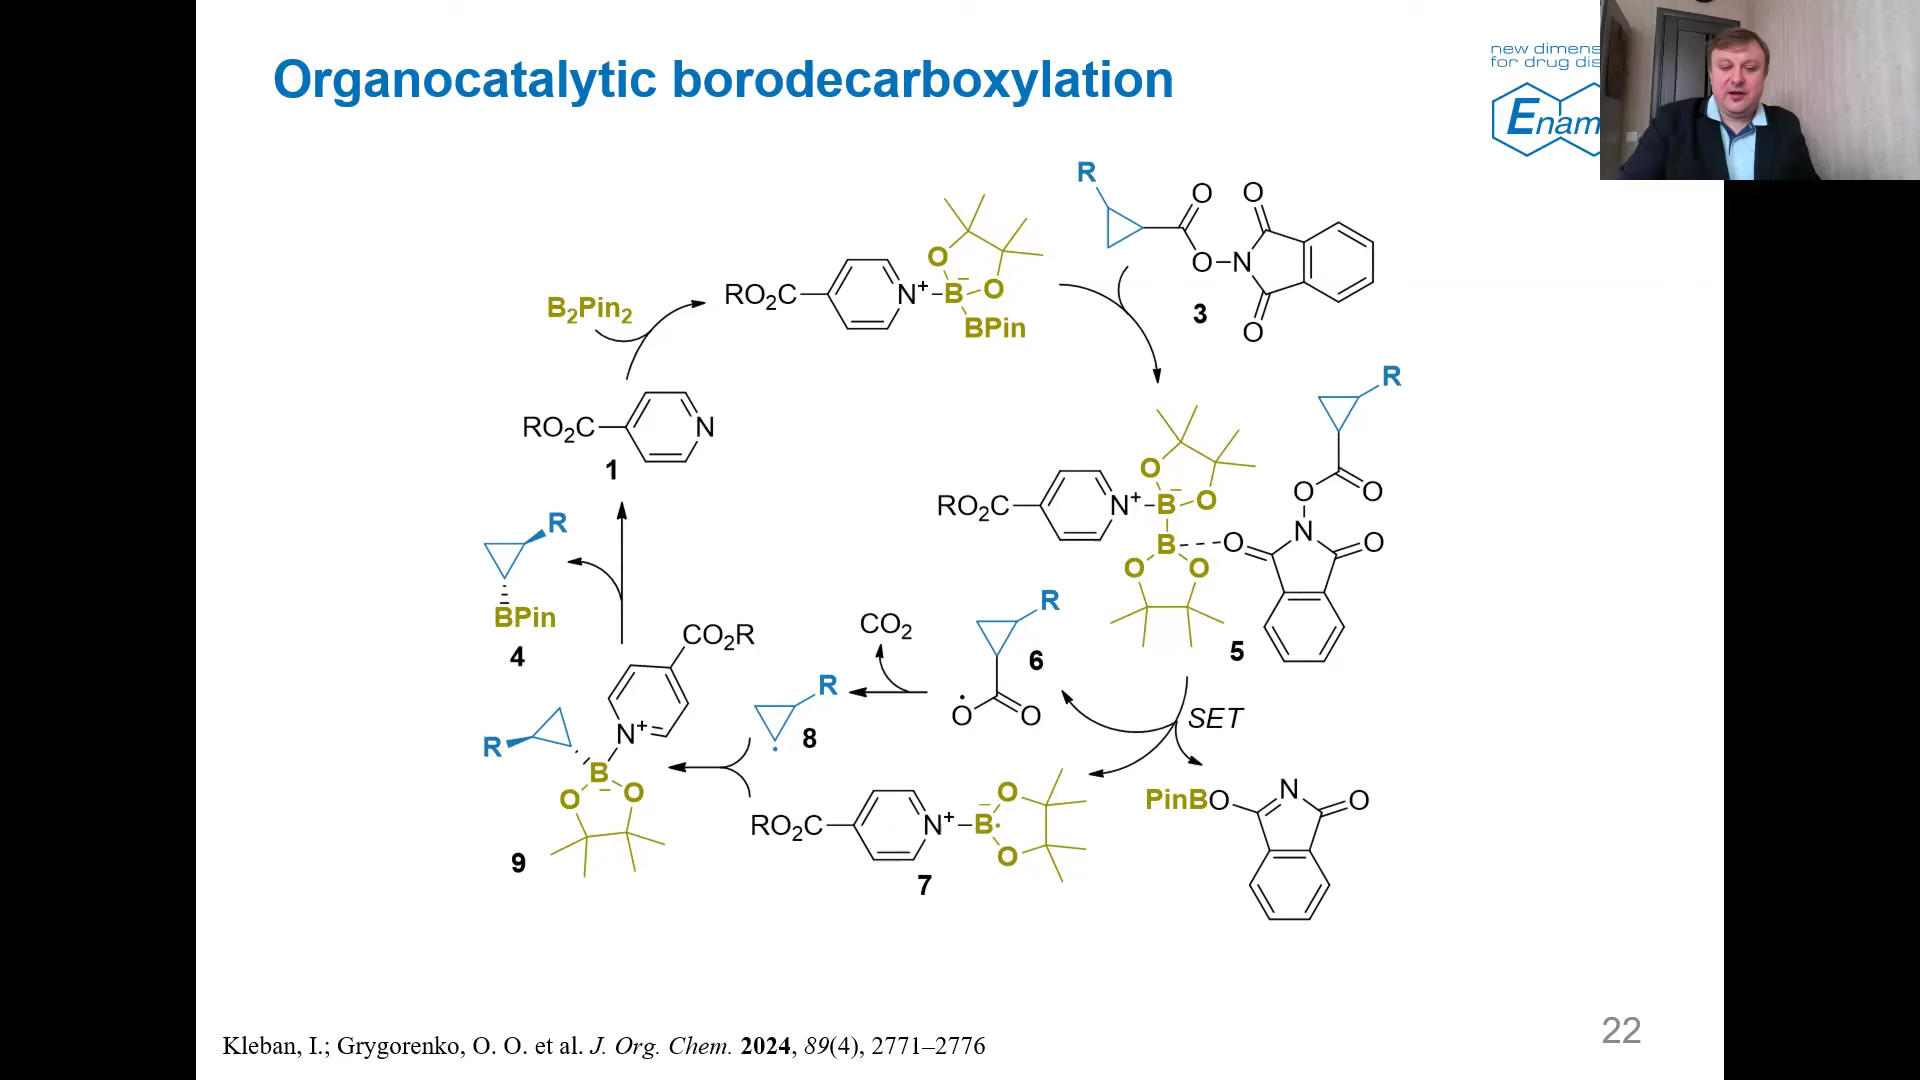 Organocatalytic borodecarboxylation
new dimens
for drug dis
Enam
R
O
O
O
N
O
3
O
O
RO₂C
N⁺
B⁻
O
BPin
B₂Pin₂
RO₂C
N
1
R
O
O
N
O
O
RO₂C
N⁺
B⁻
O
O
B
O
O
5
R
BPin
4
CO₂
R
6
O
O
CO₂R
N⁺
R
B⁻
O
O
9
R
8
SET
RO₂C
N⁺
B⁻
O
O
7
PinBO
N
O
22
Kleban, I.; Grygorenko, O. O. et al. J. Org. Chem. 2024, 89(4), 2771–2776